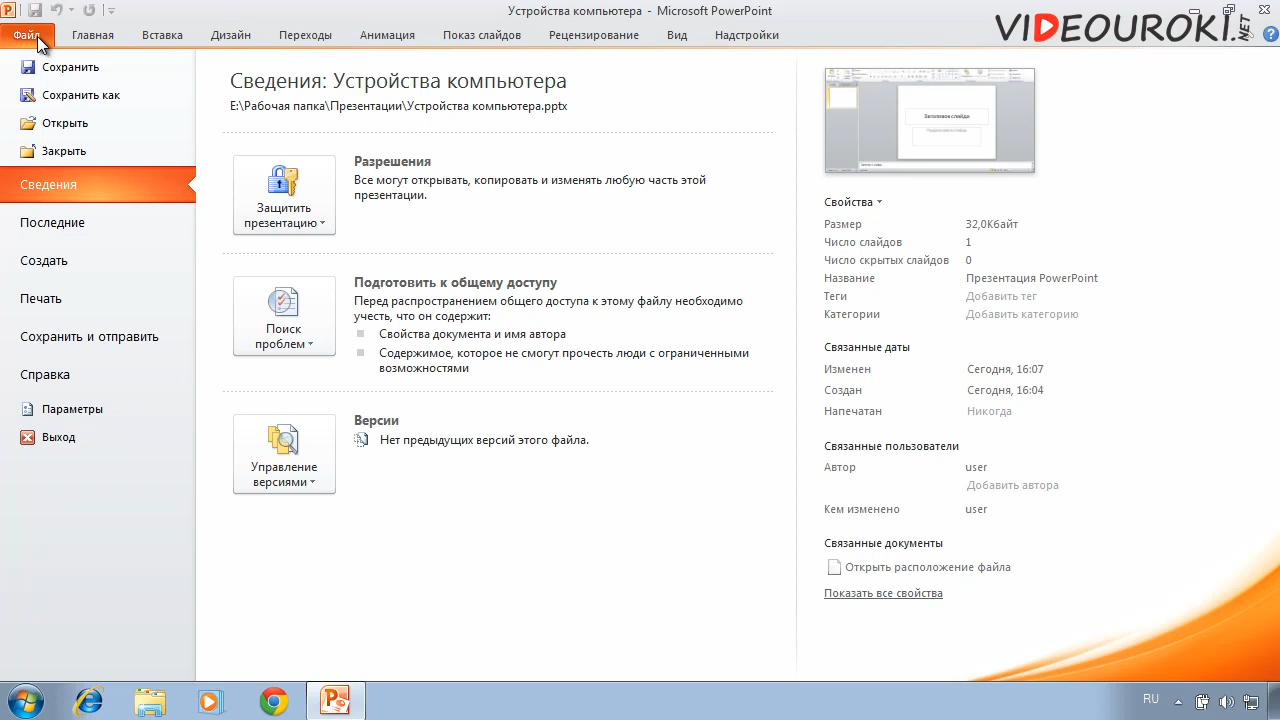 Устройства компьютера - Microsoft PowerPoint
Файл Главная Вставка Дизайн Переходы Анимация Показ слайдов Рецензирование Вид Надстройки
VIDEOUROKI.NET
Сохранить
Сохранить как
Открыть
Закрыть
Сведения
Последние
Создать
Печать
Сохранить и отправить
Справка
Параметры
Выход
Сведения: Устройства компьютера
E:\Рабочая папка\Презентации\Устройства компьютера.pptx
Защитить
презентацию
Разрешения
Все могут открывать, копировать и изменять любую часть этой
презентации.
Поиск
проблем
Подготовить к общему доступу
Перед распространением общего доступа к этому файлу необходимо
учесть, что он содержит:
Свойства документа и имя автора
Содержимое, которое не смогут прочесть люди с ограниченными
возможностями
Управление
версиями
Версии
Нет предыдущих версий этого файла.
Заголовок слайда
Свойства
Размер 32,0Кбайт
Число слайдов 1
Число скрытых слайдов 0
Название Презентация PowerPoint
Теги Добавить тег
Категории Добавить категорию
Связанные даты
Изменен Сегодня, 16:07
Создан Сегодня, 16:04
Напечатан Никогда
Связанные пользователи
Автор user
Добавить автора
Кем изменено user
Связанные документы
Открыть расположение файла
Показать все свойства
RU